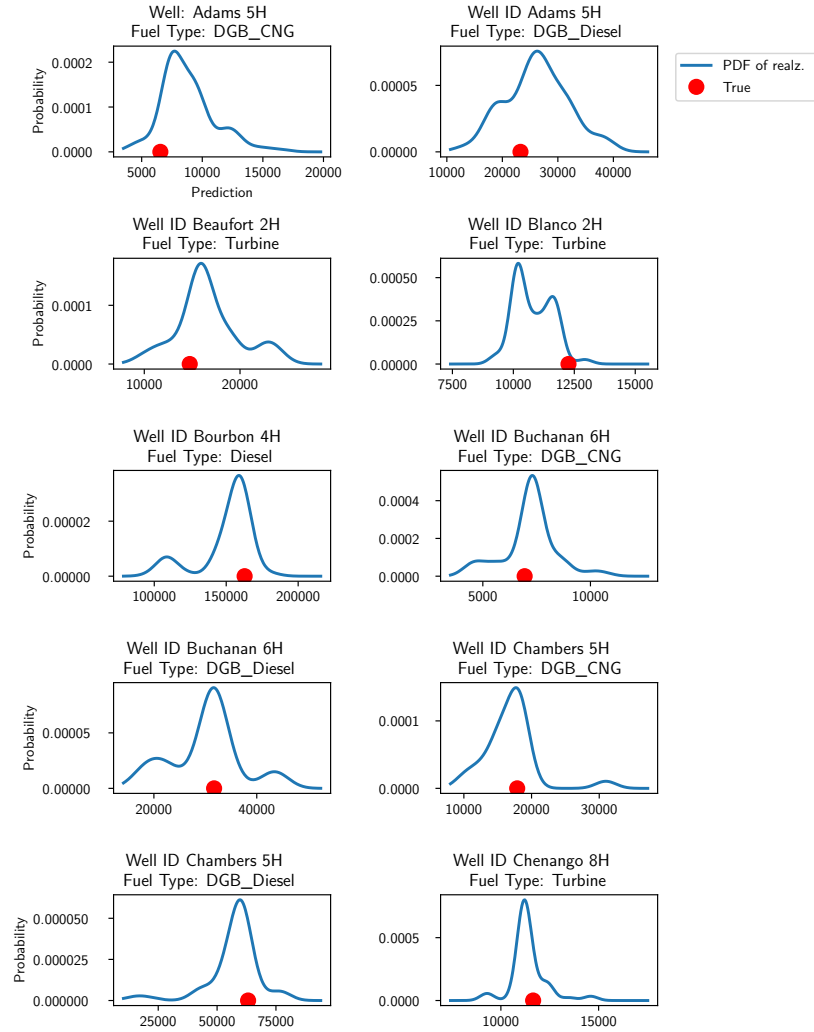 Well: Adams 5H
Fuel Type: DGB_CNG
Probability
0.0002
0.0001
0.0000
5000 10000 15000 20000
Prediction
Well ID Adams 5H
Fuel Type: DGB_Diesel
0.00005
0.00000
10000 20000 30000 40000
PDF of realz.
True
Well ID Beaufort 2H
Fuel Type: Turbine
Probability
0.0001
0.0000
10000 20000
Well ID Blanco 2H
Fuel Type: Turbine
0.00050
0.00025
0.00000
7500 10000 12500 15000
Well ID Bourbon 4H
Fuel Type: Diesel
Probability
0.00002
0.00000
100000 150000 200000
Well ID Buchanan 6H
Fuel Type: DGB_CNG
0.0004
0.0002
0.0000
5000 10000
Well ID Buchanan 6H
Fuel Type: DGB_Diesel
Probability
0.00005
0.00000
20000 40000
Well ID Chambers 5H
Fuel Type: DGB_CNG
0.0001
0.0000
10000 20000 30000
Well ID Chambers 5H
Fuel Type: DGB_Diesel
Probability
0.000050
0.000025
0.000000
25000 50000 75000
Well ID Chenango 8H
Fuel Type: Turbine
0.0005
0.0000
10000 15000